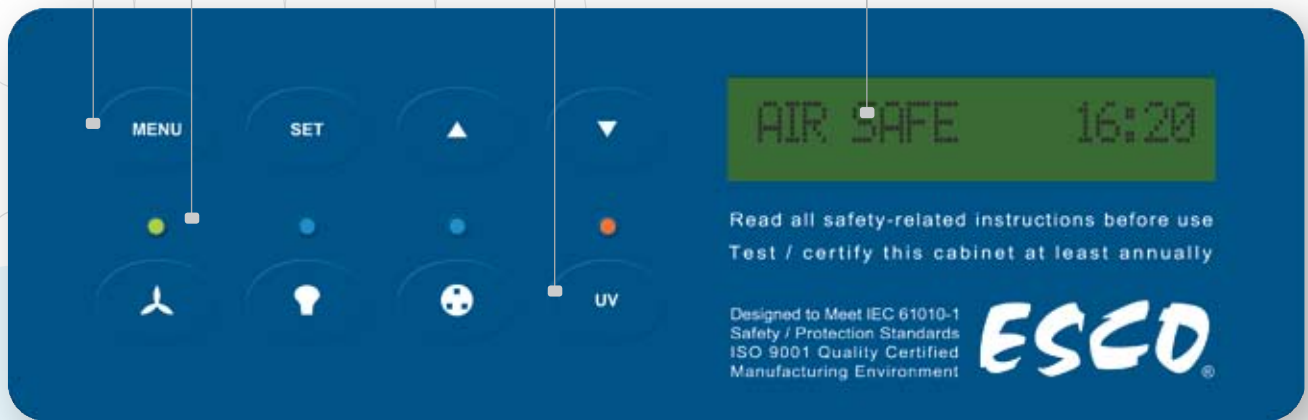 MENU SET ▲ ▼
UV
AIR SAFE 16:20
Read all safety-related instructions before use
Test / certify this cabinet at least annually
Designed to Meet IEC 61010-1
Safety / Protection Standards
ISO 9001 Quality Certified
Manufacturing Environment
ESCO®